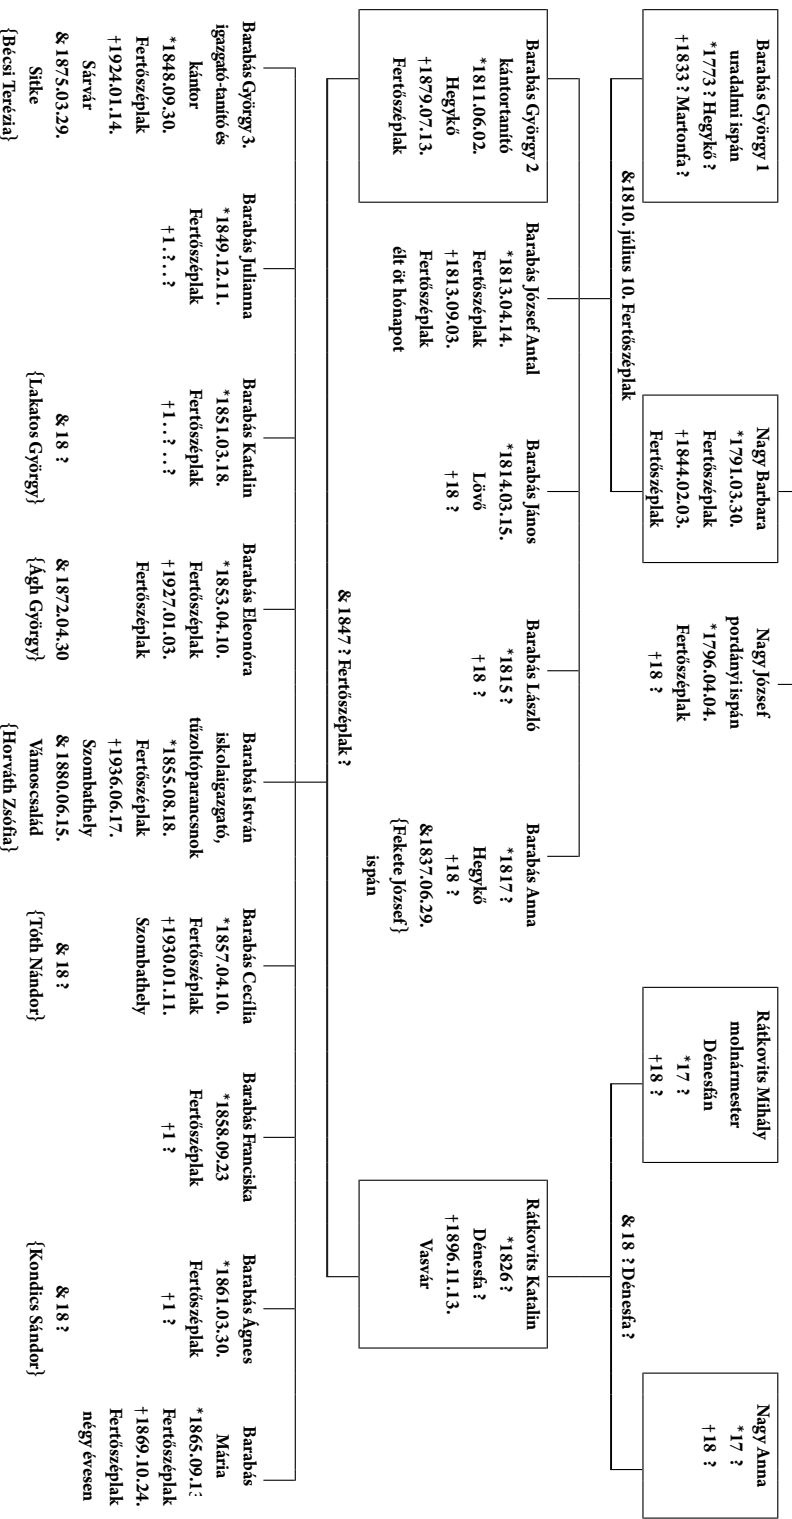 Barabás György 1
uradalmi ispán
*1773 ? Hegykő ?
†1833 ? Martonfa ?
&1810. július 10. Fertőszéplak
Nagy Barbara
*1791.03.30.
Fertőszéplak
†1844.02.03.
Fertőszéplak
Nagy József
pordányi ispán
*1796.04.04.
Fertőszéplak
†18 ?
Rátkovits Mihály
molnármester
Dénesfán
*17 ?
†18 ?
& 18 ? Dénesfa ?
Nagy Anna
*17 ?
†18 ?
Barabás György 2
kántortanító
*1811.06.02.
Hegykő
†1879.07.13.
Fertőszéplak
Barabás József Antal
*1813.04.14.
Fertőszéplak
†1813.09.03.
Fertőszéplak
élt öt hónapot
Barabás János
*1814.03.15.
Lövő
†18 ?
Barabás László
*1815 ?
†18 ?
Barabás Anna
*1817 ?
Hegykő
†18 ?
&1837.06.29.
{Fekete József}
ispán
Rátkovits Katalin
*1826 ?
Dénesfa ?
†1896.11.13.
Vasvár
& 1847 ? Fertőszéplak ?
Barabás György 3.
igazgató-tanító és
kántor
*1848.09.30.
Fertőszéplak
†1924.01.14.
Sárvár
& 1875.03.29.
Sitke
{Bécsi Terézia}
Barabás Julianna
*1849.12.11.
Fertőszéplak
†1. . ? . . ?
Barabás Katalin
*1851.03.18.
Fertőszéplak
†1 . . ? . . ?
& 18 ?
{Lakatos György}
Barabás Eleonóra
*1853.04.10.
Fertőszéplak
†1927.01.03.
Fertőszéplak
& 1872.04.30
{Ágh György}
Barabás István
iskolaigazgató,
tűzoltóparancsnok
*1855.08.18.
Fertőszéplak
†1936.06.17.
Szombathely
& 1880.06.15.
Vámoscsalád
{Horváth Zsófia}
Barabás Cecília
*1857.04.10.
Fertőszéplak
†1930.01.11.
Szombathely
& 18 ?
{Tóth Nándor}
Barabás Franciska
*1858.09.23
Fertőszéplak
†1 ?
Barabás Ágnes
*1861.03.30.
Fertőszéplak
†1 ?
& 18 ?
{Kondics Sándor}
Barabás
Mária
*1865.09.1
Fertőszéplak
†1869.10.24.
Fertőszéplak
négy évesen